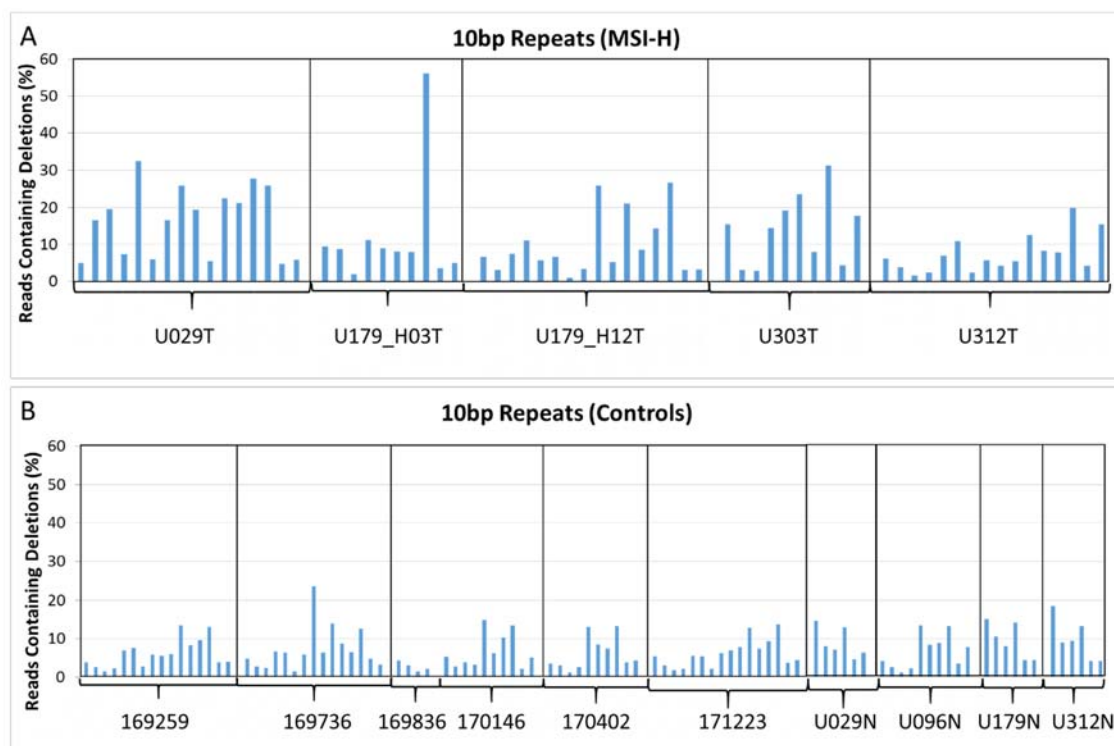 A
10bp Repeats (MSI-H)
Reads Containing Deletions (%)
60
50
40
30
20
10
0
U029T U179_H03T U179_H12T U303T U312T
B
10bp Repeats (Controls)
Reads Containing Deletions (%)
60
50
40
30
20
10
0
169259 169736 169836 170146 170402 171223 U029N U096N U179N U312N